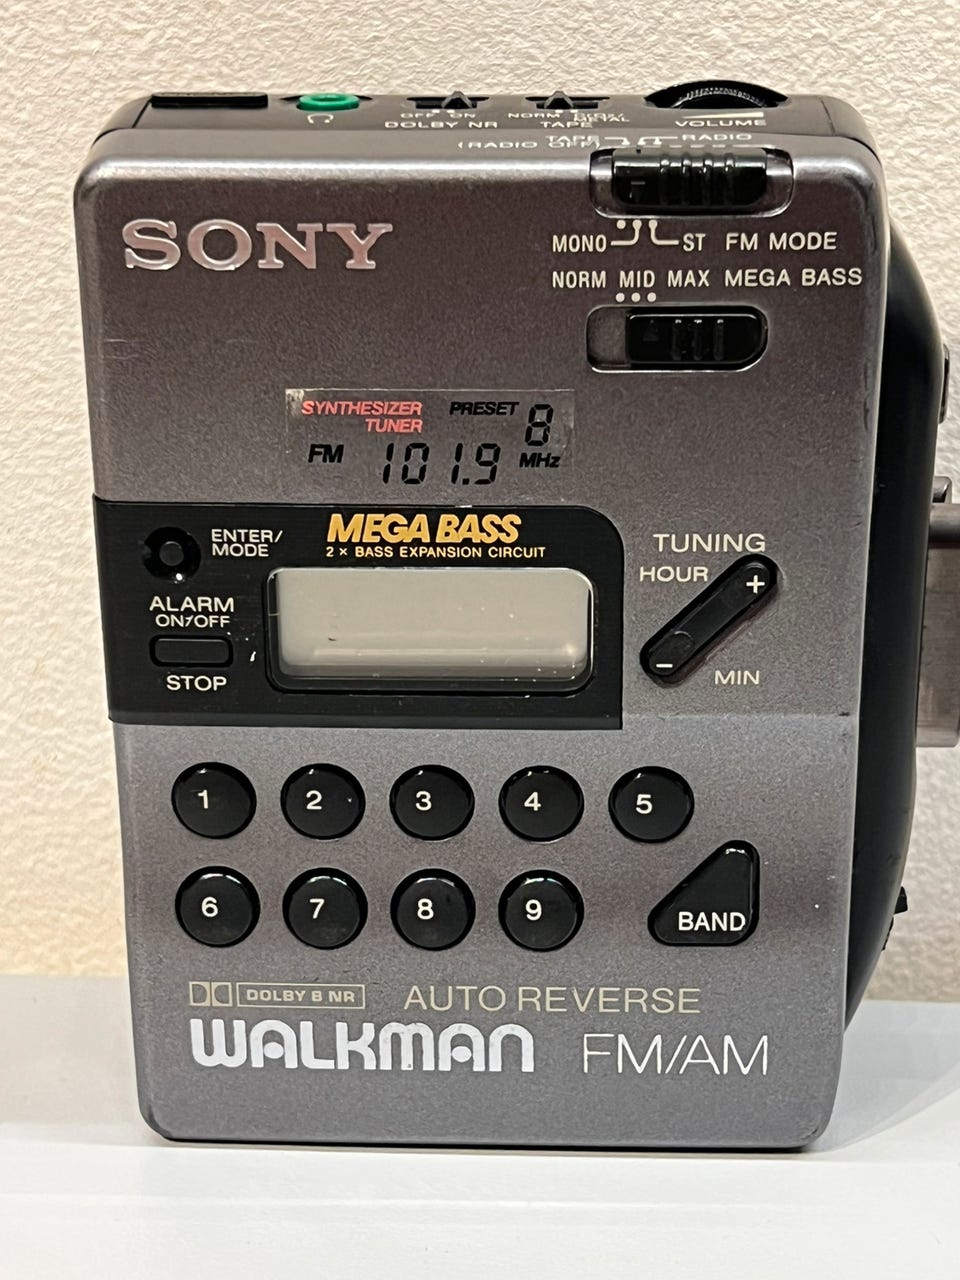 OFF ON
NORM
DOLBY NR
TAPE
VOLUME
TAPE
RADIO
(RADIO OFF)
SONY
MONO ST FM MODE
NORM MID MAX MEGA BASS
SYNTHESIZER
TUNER
PRESET 8
FM 101.9 MHz
ENTER/
MODE
MEGA BASS
2 × BASS EXPANSION CIRCUIT
TUNING
HOUR
+
−
MIN
ALARM
ON/OFF
STOP
1 2 3 4 5
6 7 8 9
BAND
DOLBY B NR
AUTO REVERSE
WALKMAN FM/AM